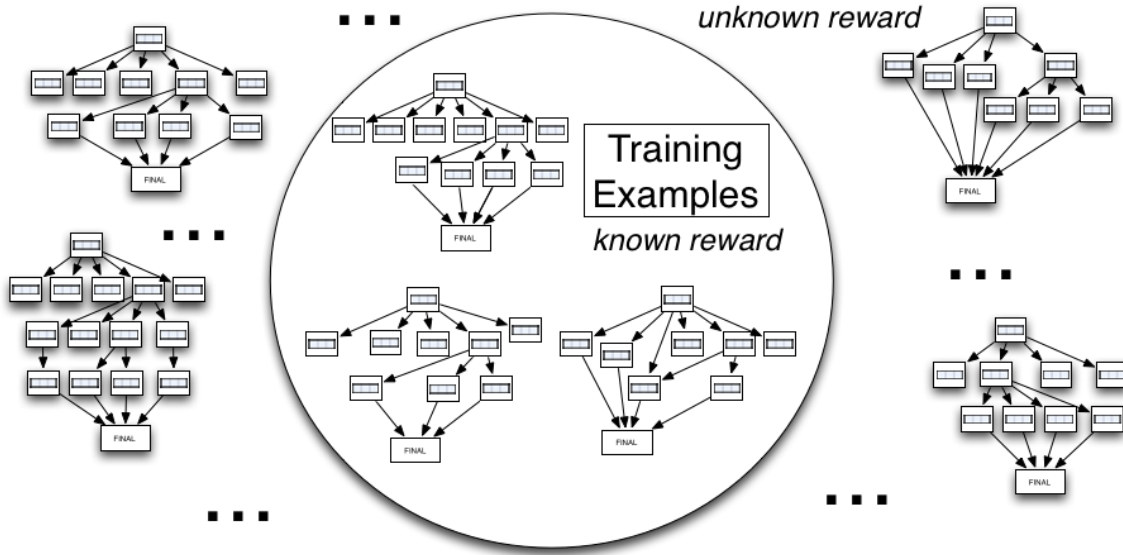 unknown reward
Training
Examples
known reward
FINAL
FINAL
FINAL
FINAL
FINAL
FINAL
FINAL